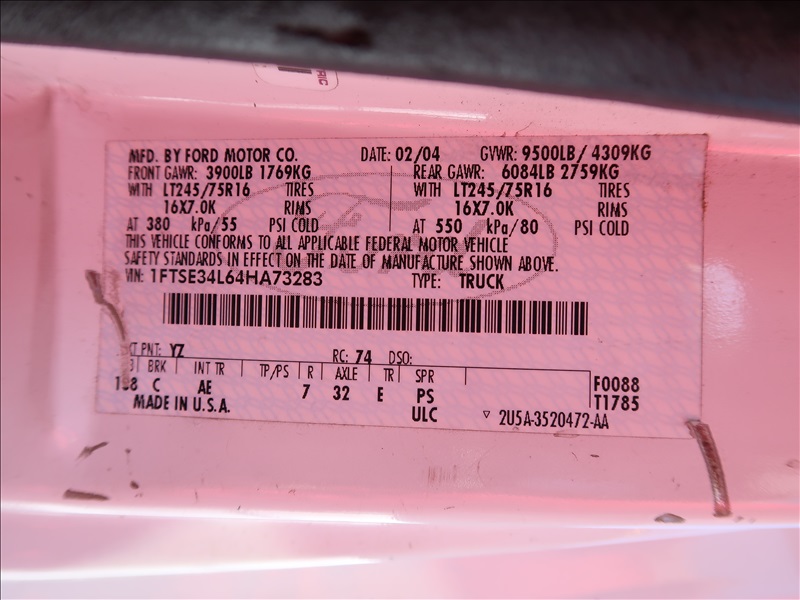 RIC
MFD. BY FORD MOTOR CO. DATE: 02/04 GVWR: 9500LB/ 4309KG
FRONT GAWR: 3900LB 1769KG REAR GAWR: 6084LB 2759KG
WITH LT245/75R16 TIRES WITH LT245/75R16 TIRES
16X7.0K RIMS 16X7.0K RIMS
AT 380 kPa/55 PSI COLD AT 550 kPa/80 PSI COLD
THIS VEHICLE CONFORMS TO ALL APPLICABLE FEDERAL MOTOR VEHICLE
SAFETY STANDARDS IN EFFECT ON THE DATE OF MANUFACTURE SHOWN ABOVE.
VIN: 1FTSE34L64HA73283 TYPE: TRUCK
PNT: YZ RC: 74 DSO:
BRK INT TR TP/PS R AXLE TR SPR F0088
138 C AE 7 32 E PS T1785
MADE IN U.S.A. ULC ▽ 2U5A-3520472-AA